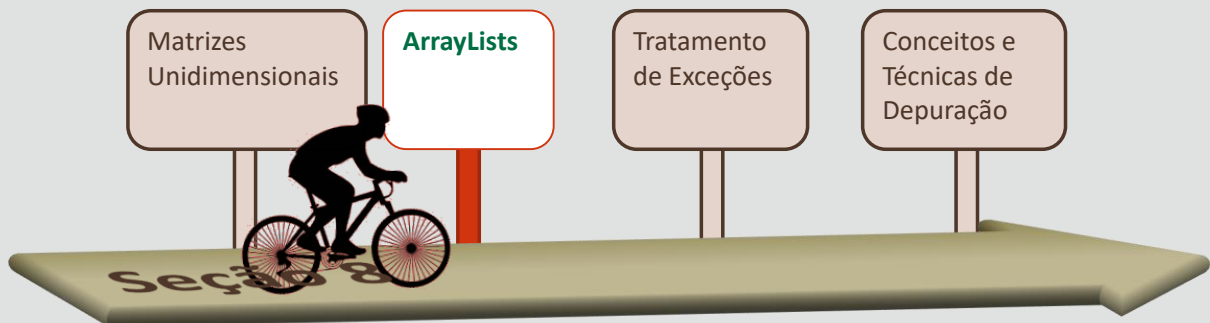 Matrizes
Unidimensionais
ArrayLists
Tratamento
de Exceções
Conceitos e
Técnicas de
Depuração
Seção 8